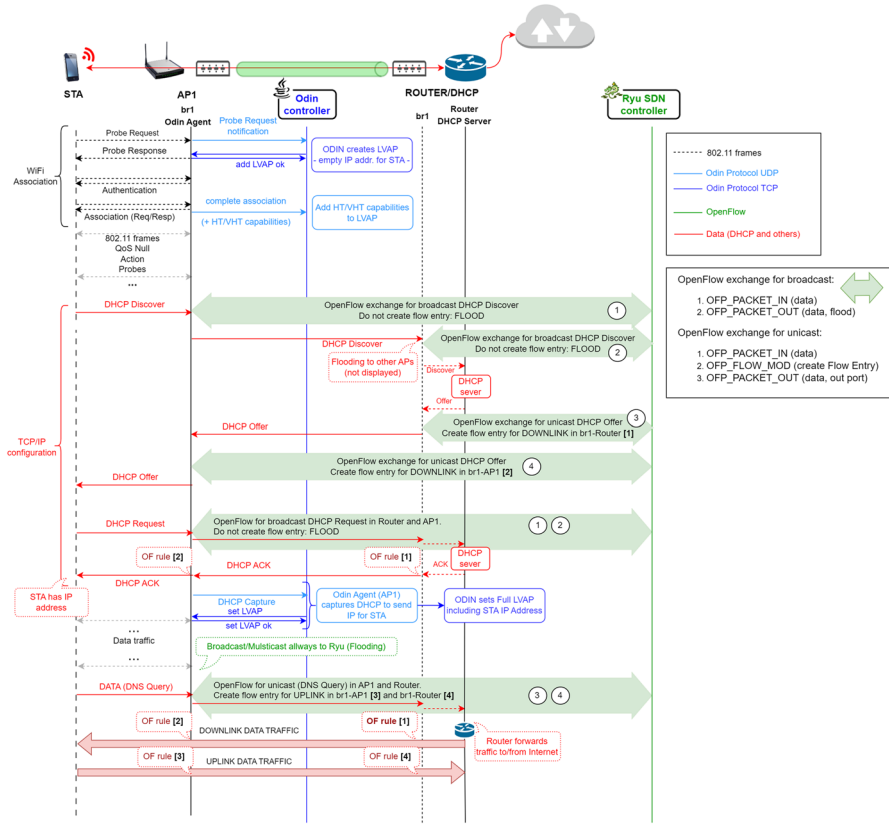 STA
AP1
br1
Odin Agent
Odin
controller
ROUTER/DHCP
br1
Router
DHCP Server
Ryu SDN
controller
WiFi
Association
Probe Request
Probe Request
notification
Probe Response
add LVAP ok
ODIN creates LVAP
- empty IP addr. for STA -
Authentication
complete association
Association (Req/Resp)
(+ HT/VHT capabilities)
Add HT/VHT capabilities
to LVAP
802.11 frames
QoS Null
Action
Probes
...
802.11 frames
Odin Protocol UDP
Odin Protocol TCP
OpenFlow
Data (DHCP and others)
OpenFlow exchange for broadcast:
1. OFP_PACKET_IN (data)
2. OFP_PACKET_OUT (data, flood)
OpenFlow exchange for unicast:
1. OFP_PACKET_IN (data)
2. OFP_FLOW_MOD (create Flow Entry)
3. OFP_PACKET_OUT (data, out port)
TCP/IP
configuration
DHCP Discover
OpenFlow exchange for broadcast DHCP Discover
Do not create flow entry: FLOOD
1
DHCP Discover
OpenFlow exchange for broadcast DHCP Discover
Do not create flow entry: FLOOD
2
Flooding to other APs
(not displayed)
Discover
DHCP
sever
Offer
DHCP Offer
OpenFlow exchange for unicast DHCP Offer
Create flow entry for DOWNLINK in br1-Router [1]
3
OpenFlow exchange for unicast DHCP Offer
Create flow entry for DOWNLINK in br1-AP1 [2]
4
DHCP Offer
DHCP Request
OpenFlow for broadcast DHCP Request in Router and AP1.
Do not create flow entry: FLOOD
1
2
OF rule [2]
OF rule [1]
DHCP
sever
ACK
DHCP ACK
DHCP ACK
STA has IP
address
DHCP Capture
set LVAP
set LVAP ok
Odin Agent (AP1)
captures DHCP to send
IP for STA
ODIN sets Full LVAP
including STA IP Address
Data traffic
...
Broadcast/Mulsticast allways to Ryu (Flooding)
DATA (DNS Query)
OpenFlow for unicast (DNS Query) in AP1 and Router.
Create flow entry for UPLINK in br1-AP1 [3] and br1-Router [4]
3
4
OF rule [2]
OF rule [1]
DOWNLINK DATA TRAFFIC
Router forwards
traffic to/from Internet
OF rule [3]
OF rule [4]
UPLINK DATA TRAFFIC